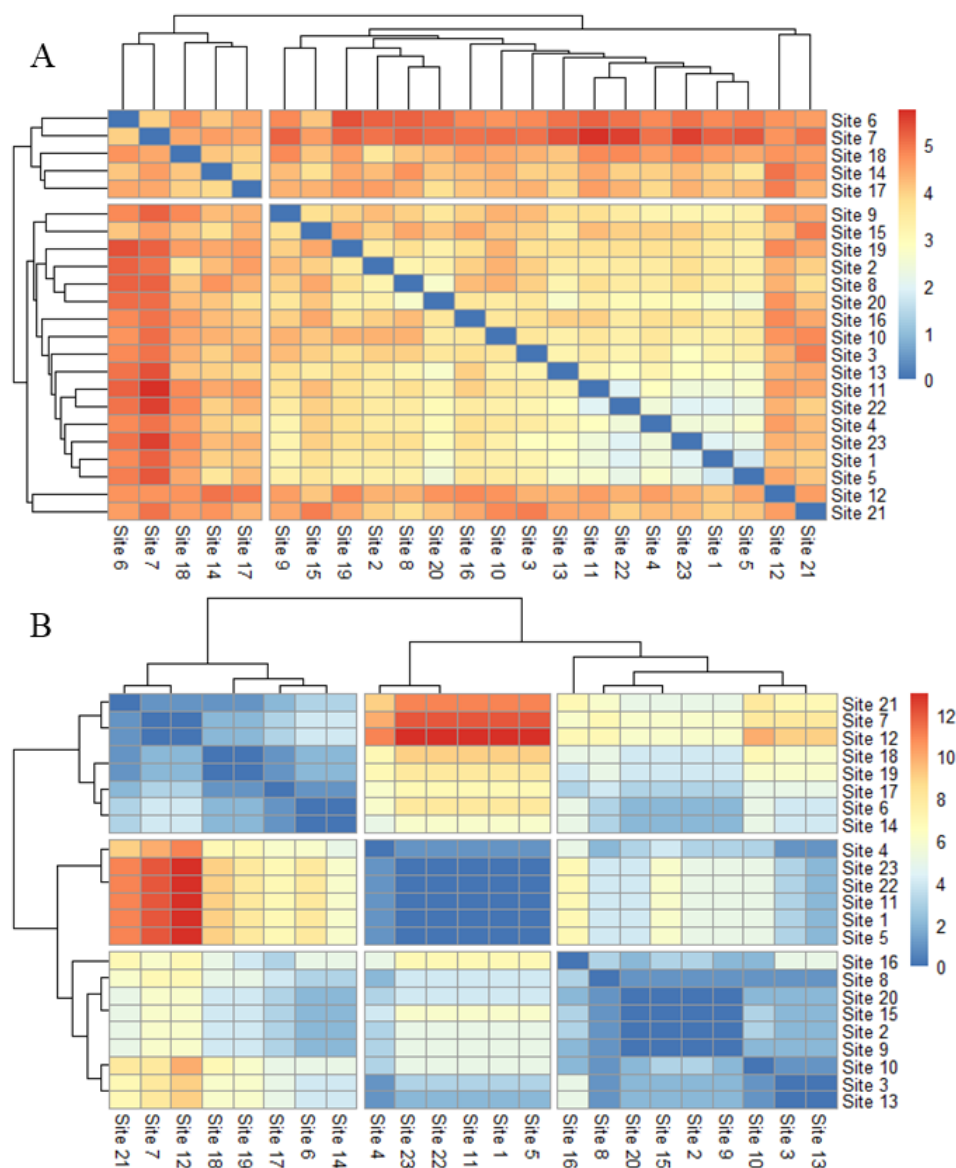 A
Site 6
Site 7
Site 18
Site 14
Site 17
Site 9
Site 15
Site 19
Site 2
Site 8
Site 20
Site 16
Site 10
Site 3
Site 13
Site 11
Site 22
Site 4
Site 23
Site 1
Site 5
Site 12
Site 21
5
4
3
2
1
0
Site 6
Site 7
Site 18
Site 14
Site 17
Site 9
Site 15
Site 19
Site 2
Site 8
Site 20
Site 16
Site 10
Site 3
Site 13
Site 11
Site 22
Site 4
Site 23
Site 1
Site 5
Site 12
Site 21
B
Site 21
Site 7
Site 12
Site 18
Site 19
Site 17
Site 6
Site 14
Site 4
Site 23
Site 22
Site 11
Site 1
Site 5
Site 16
Site 8
Site 20
Site 15
Site 2
Site 9
Site 10
Site 3
Site 13
12
10
8
6
4
2
0
Site 21
Site 7
Site 12
Site 18
Site 19
Site 17
Site 6
Site 14
Site 4
Site 23
Site 22
Site 11
Site 1
Site 5
Site 16
Site 8
Site 20
Site 15
Site 2
Site 9
Site 10
Site 3
Site 13